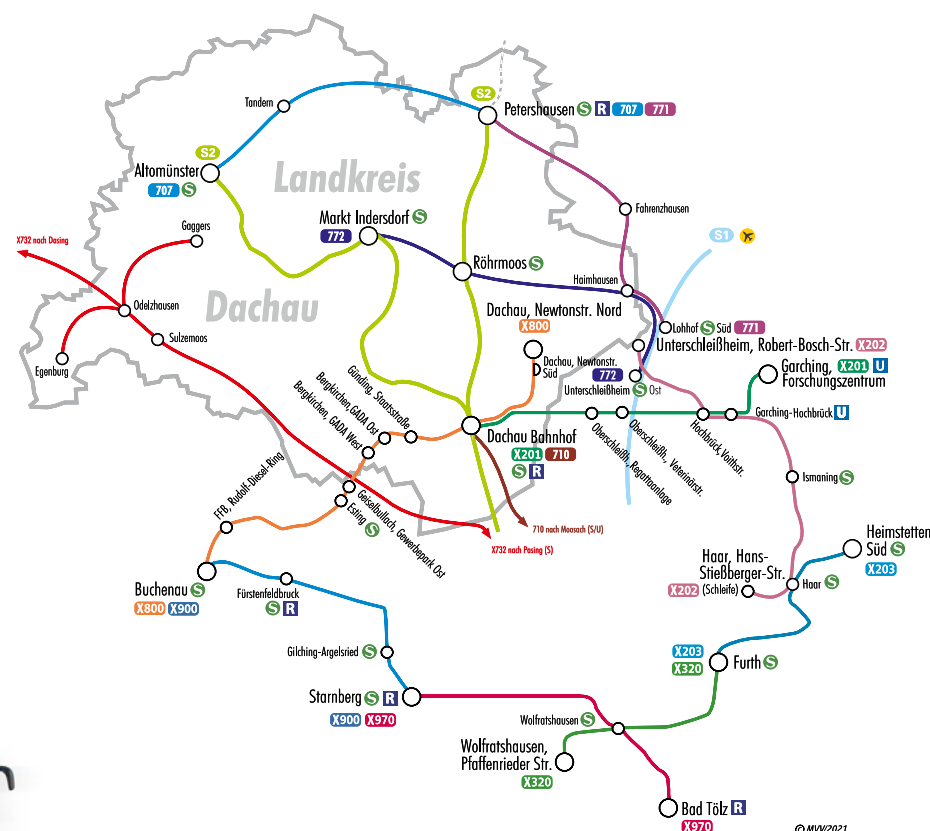 S2
Petershausen S R 707 771
Tandern
S2
Altomünster
707 S
Landkreis
Dachau
Markt Indersdorf S
772
Fahrenzhausen
S1
Gaggers
X732 nach Dasing
Röhrmoos S
Haimhausen
Odelzhausen
Sulzemoos
Egenburg
Dachau, Newtonstr. Nord
X800
Dachau, Newtonstr.
Süd
Lohhof S Süd 771
Unterschleißheim, Robert-Bosch-Str. X202
772
Unterschleißheim S Ost
Garching, X201 U
Forschungszentrum
Garching-Hochbrück U
Günding, Staatsstraße
Bergkirchen, GADA Ost
Bergkirchen, GADA West
Dachau Bahnhof
X201 710
S R
Oberschleißh., Regattaanlage
Oberschleißh., Veterinärstr.
Hochbrück, Voithstr.
FFB, Rudolf-Diesel-Ring
Geiselbullach, Gewerbepark Ost
Esting S
710 nach Moosach (S/U)
X732 nach Pasing (S)
Ismaning S
Heimstetten
Süd S
X203
Haar, Hans-
Stießberger-Str.
X202 (Schleife)
Haar S
Buchenau S
X800 X900
Fürstenfeldbruck
S R
Gilching-Argelsried S
X203
X320
Furth S
Starnberg S R
X900 X970
Wolfratshausen S
Wolfratshausen,
Pfaffenrieder Str.
X320
Bad Tölz R
X970
© MVV/2021